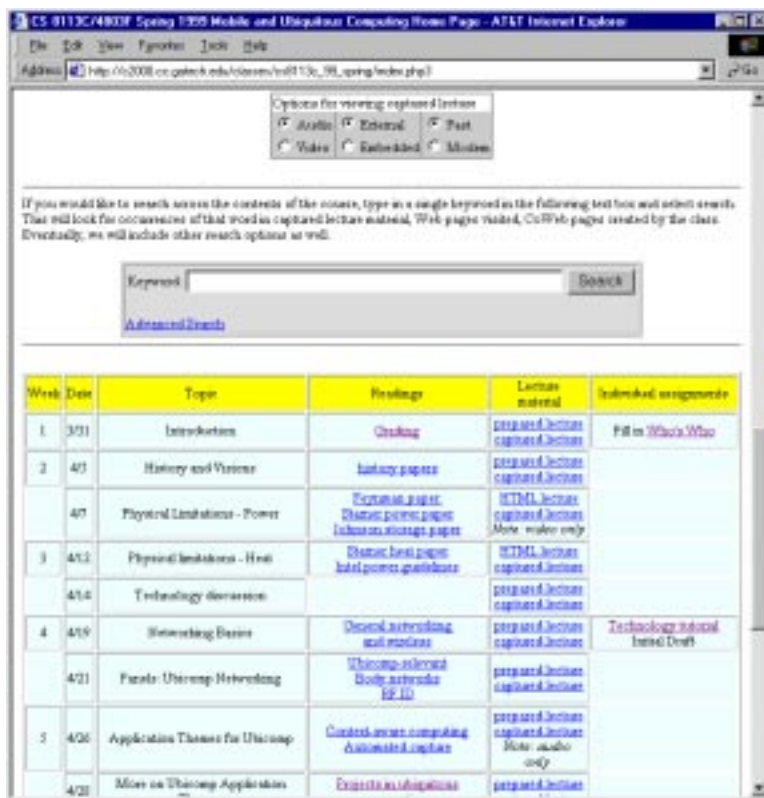 CS 8113C/4803F Spring 1999 Mobile and Ubiquitous Computing Home Page - AT&T Internet Explorer
File Edit View Favorites Tools Help
Address http://c2000.cc.gatech.edu/classes/cs8113c_99_spring/index.php3 Go
Options for viewing captured lecture
Audio External Fast
Video Embedded Modem
If you would like to search across the contents of the course, type in a single keyword in the following text box and select search.
This will look for occurrences of that word in captured lecture material, Web pages visited, CoWeb pages created by the class.
Eventually, we will include other search options as well.
Keyword Search
Advanced Search
Week Date Topic Readings Lecture material Individual assignments
1 3/31 Introduction prepared lecture Fill in Who's Who
captured lecture
2 4/5 History and Visions history papers prepared lecture
captured lecture
Feynman paper HTML lecture
4/7 Physical Limitations - Power Starner power paper captured lecture
Johnson storage paper Note: video only
3 4/12 Physical limitations - Heat Starner heat paper HTML lecture
Intel power guidelines captured lecture
4/14 Technology discussion prepared lecture
captured lecture
4 4/19 Networking Basics General networking prepared lecture Technology tutorial
and wireless captured lecture Initial Draft
Ubicomp-relevant prepared lecture
4/21 Panels: Ubicomp Networking Body networks captured lecture
RF ID
5 4/26 Application Themes for Ubicomp Context-aware computing prepared lecture
Automated capture captured lecture
Note: audio
only
4/28 More on Ubicomp Application Projects in ubiquitous prepared lecture